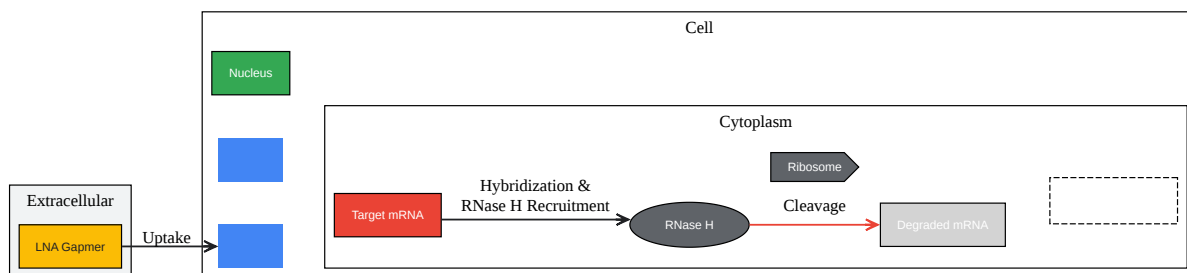 Cell
Nucleus
Cytoplasm
Ribosome
Extracellular
LNA Gapmer
Uptake
Target mRNA
Hybridization &
RNase H Recruitment
RNase H
Cleavage
Degraded mRNA